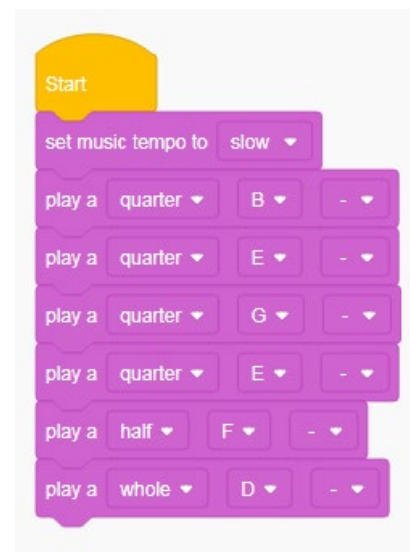 Start
set music tempo to slow
play a quarter B -
play a quarter E -
play a quarter G -
play a quarter E -
play a half F -
play a whole D -